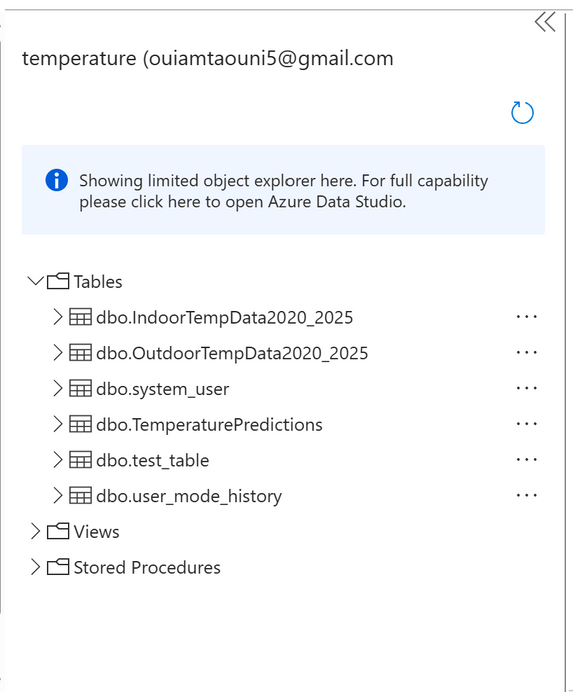 temperature (ouiamtaouni5@gmail.com
Showing limited object explorer here. For full capability
please click here to open Azure Data Studio.
Tables
dbo.IndoorTempData2020_2025
dbo.OutdoorTempData2020_2025
dbo.system_user
dbo.TemperaturePredictions
dbo.test_table
dbo.user_mode_history
Views
Stored Procedures